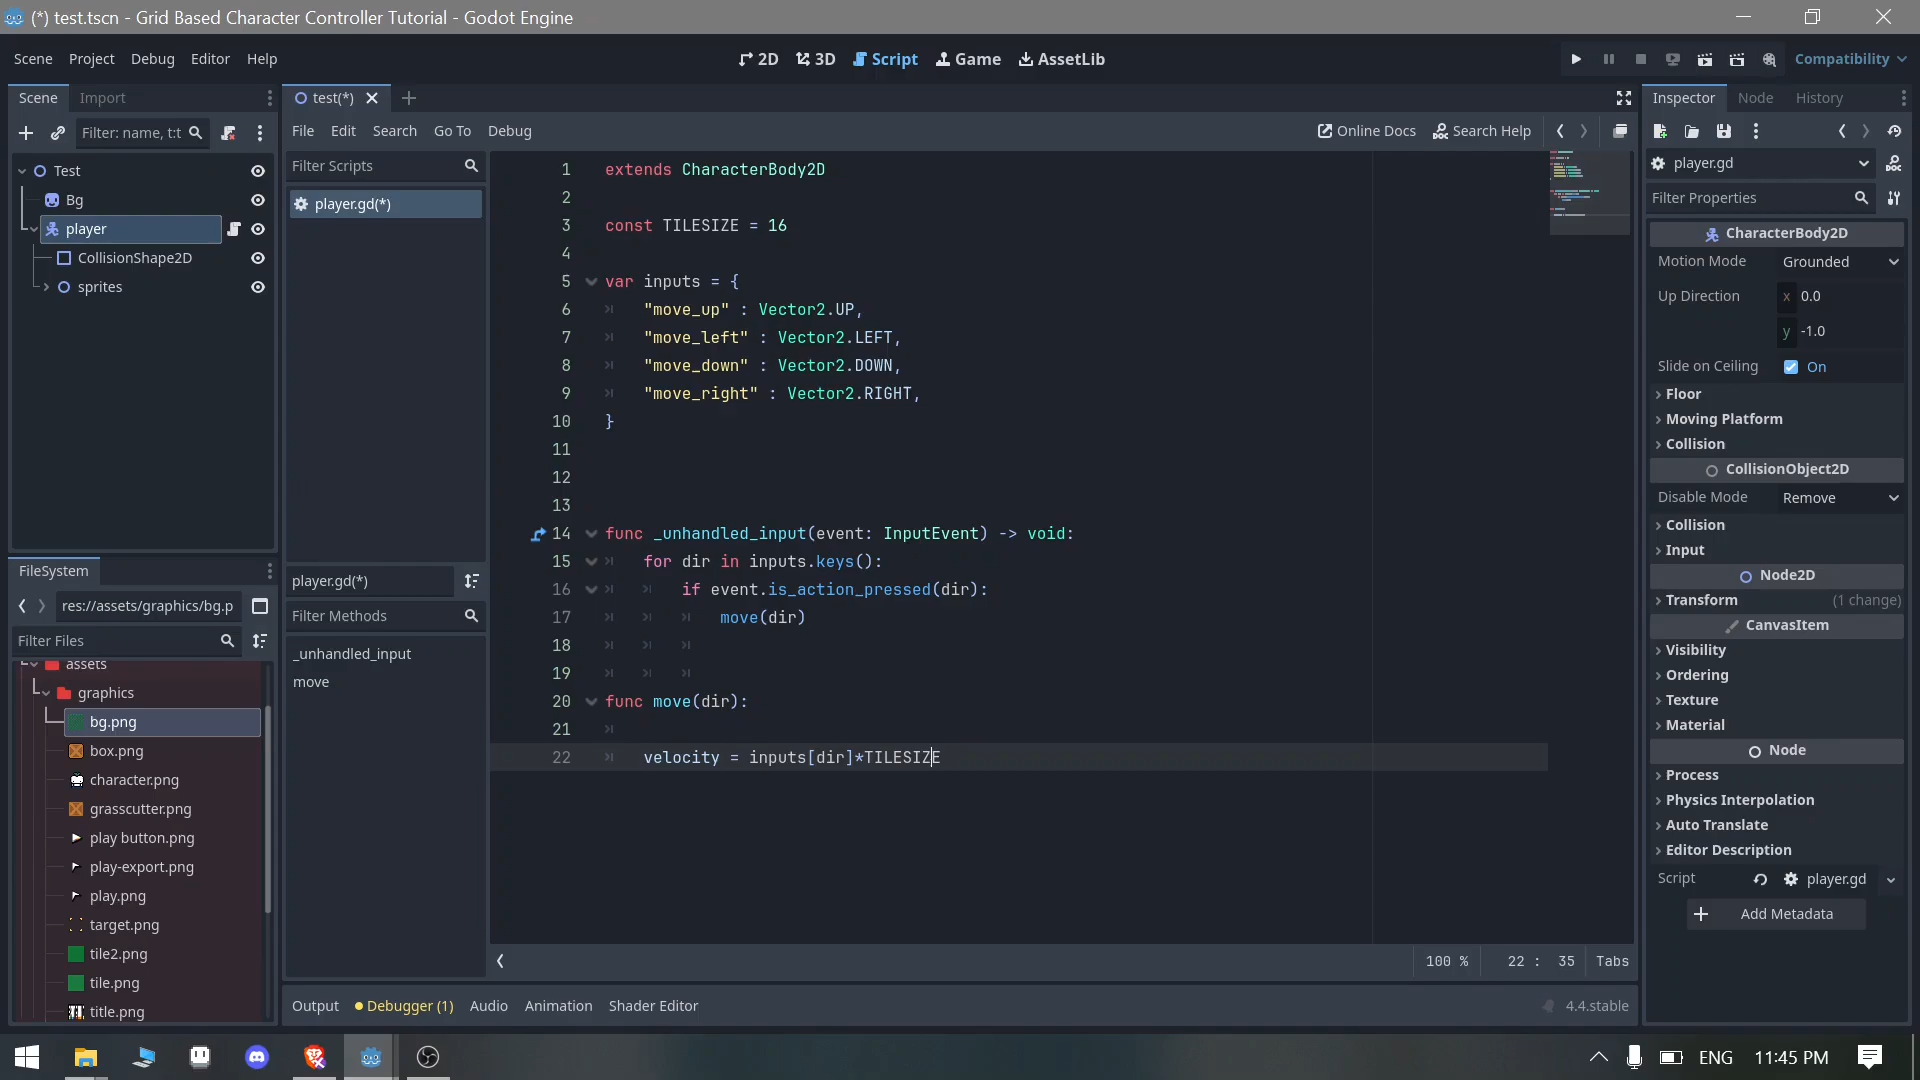 (*) test.tscn - Grid Based Character Controller Tutorial - Godot Engine
Scene Project Debug Editor Help
2D 3D Script Game AssetLib
Compatibility
Scene Import
Filter: name, t:t
Test
Bg
player
CollisionShape2D
sprites
FileSystem
res://assets/graphics/bg.p
Filter Files
assets
graphics
bg.png
box.png
character.png
grasscutter.png
play button.png
play-export.png
play.png
target.png
tile2.png
tile.png
title.png
test(*)
File Edit Search Go To Debug
Online Docs Search Help
Filter Scripts
player.gd(*)
player.gd(*)
Filter Methods
_unhandled_input
move
1 extends CharacterBody2D
2
3 const TILESIZE = 16
4
5 var inputs = {
6 "move_up" : Vector2.UP,
7 "move_left" : Vector2.LEFT,
8 "move_down" : Vector2.DOWN,
9 "move_right" : Vector2.RIGHT,
10 }
11
12
13
14 func _unhandled_input(event: InputEvent) -> void:
15 for dir in inputs.keys():
16 if event.is_action_pressed(dir):
17 move(dir)
18
19
20 func move(dir):
21
22 velocity = inputs[dir]*TILESIZE
100 % 22 : 35 Tabs
Output Debugger (1) Audio Animation Shader Editor
4.4.stable
Inspector Node History
player.gd
Filter Properties
CharacterBody2D
Motion Mode Grounded
Up Direction x 0.0
y -1.0
Slide on Ceiling On
Floor
Moving Platform
Collision
CollisionObject2D
Disable Mode Remove
Collision
Input
Node2D
Transform (1 change)
CanvasItem
Visibility
Ordering
Texture
Material
Node
Process
Physics Interpolation
Auto Translate
Editor Description
Script player.gd
Add Metadata
ENG 11:45 PM